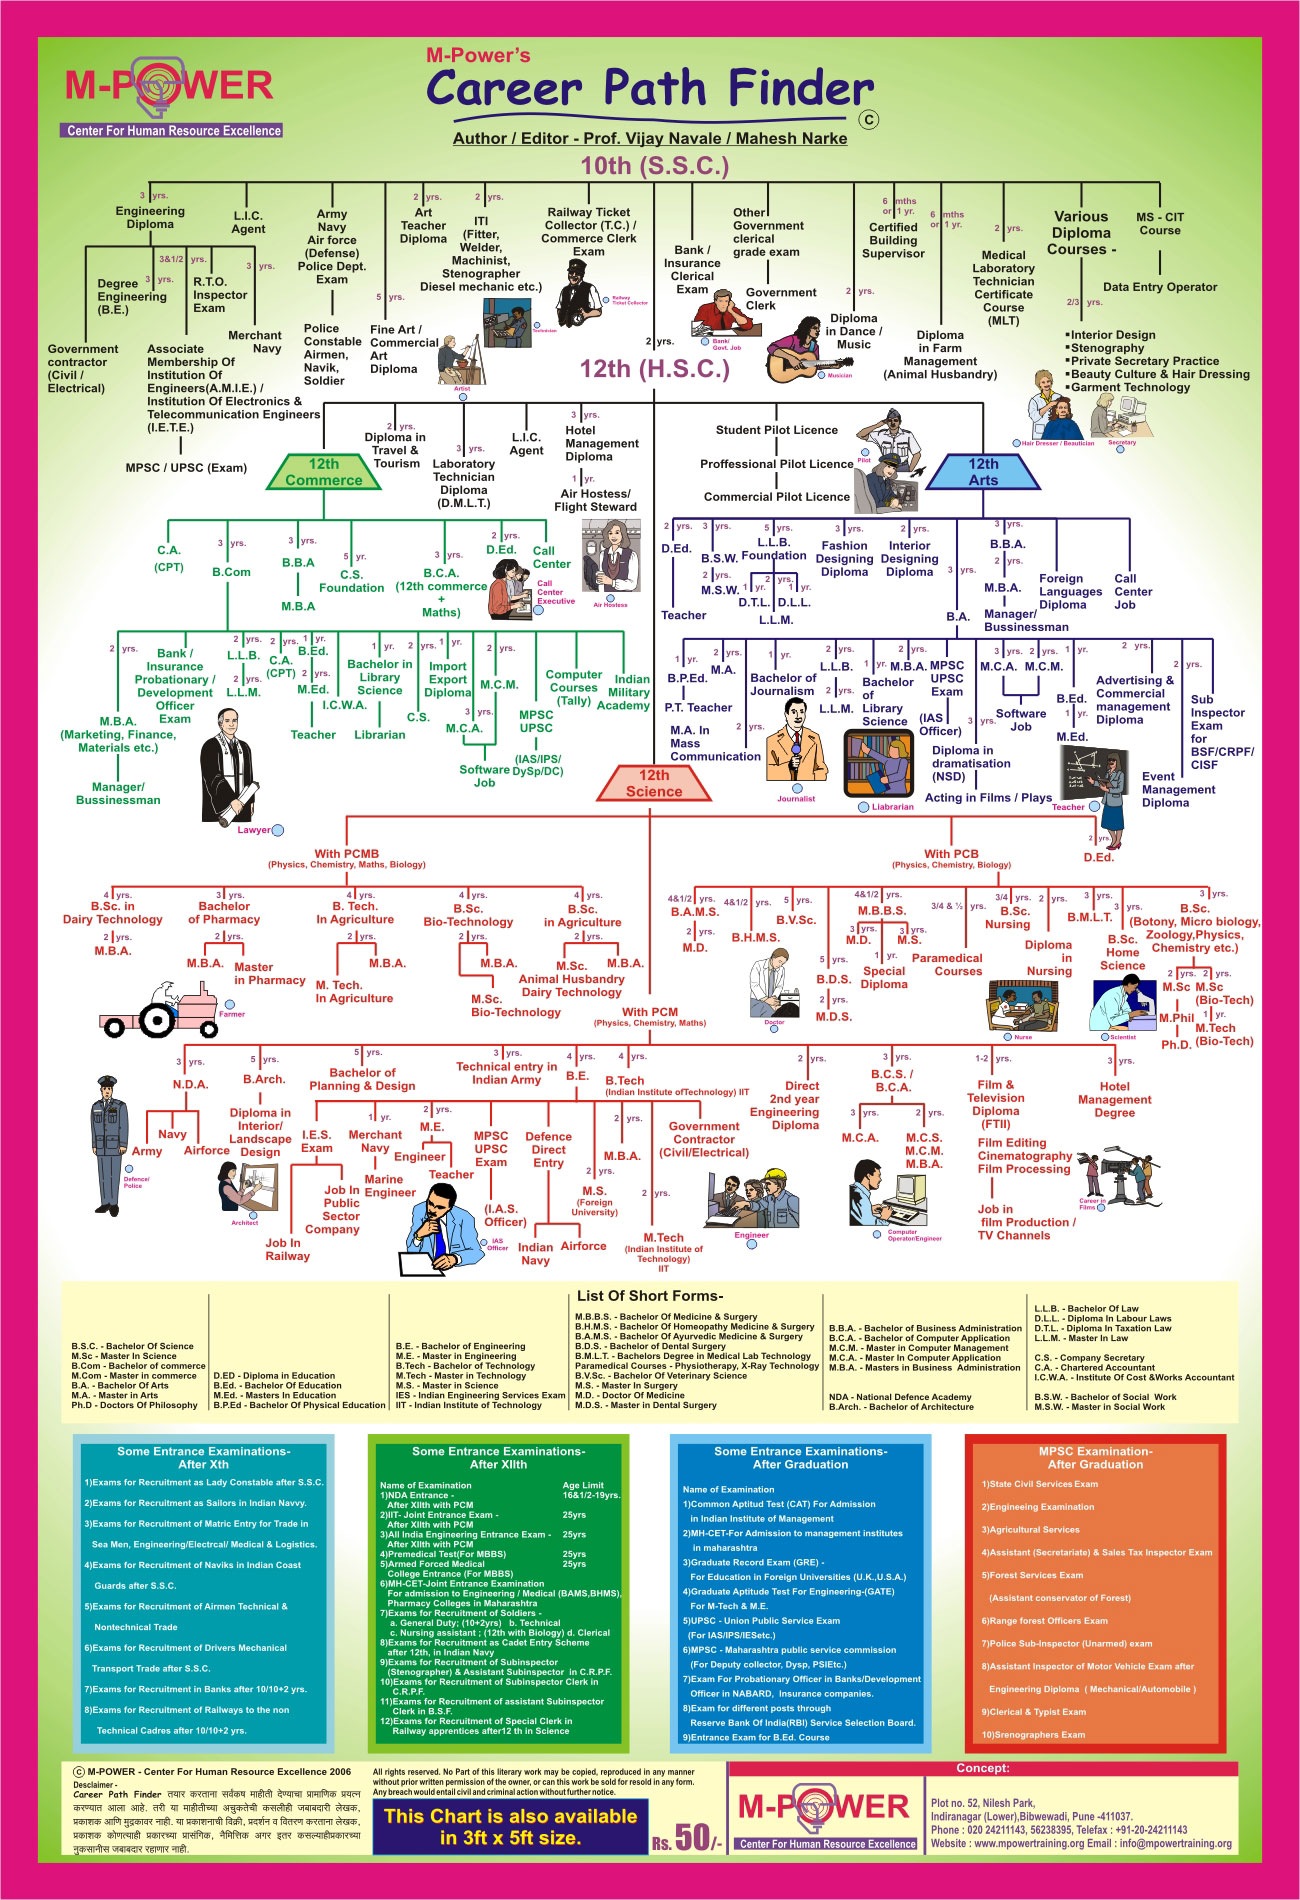 M-POWER
Center For Human Resource Excellence
M-Power's
Career Path Finder
©
Author / Editor - Prof. Vijay Navale / Mahesh Narke
10th (S.S.C.)
3 yrs.
Engineering
Diploma
L.I.C.
Agent
Army
Navy
Air force
(Defense)
Police Dept.
Exam
2 yrs.
Art
Teacher
Diploma
2 yrs.
ITI
(Fitter,
Welder,
Machinist,
Stenographer
Diesel mechanic etc.)
Railway Ticket
Collector (T.C.) /
Commerce Clerk
Exam
Bank /
Insurance
Clerical
Exam
Other
Government
clerical
grade exam
Government
Clerk
6 mths
or 1 yr.
Certified
Building
Supervisor
6 mths
or 1 yr.
2 yrs.
Medical
Laboratory
Technician
Certificate
Course
(MLT)
Various
Diploma
Courses -
MS - CIT
Course
Data Entry Operator
3&1/2 yrs.
3 yrs.
3 yrs.
Degree
Engineering
(B.E.)
R.T.O.
Inspector
Exam
Merchant
Navy
Government
contractor
(Civil /
Electrical)
Associate
Membership Of
Institution Of
Engineers(A.M.I.E.) /
Institution Of Electronics &
Telecommunication Engineers
(I.E.T.E.)
MPSC / UPSC (Exam)
Police
Constable
Airmen,
Navik,
Soldier
5 yrs.
Fine Art /
Commercial
Art
Diploma
Artist
Technician
Railway
Ticket Collector
Bank/
Govt. Job
Musician
2 yrs.
Diploma
in Dance /
Music
Diploma
in Farm
Management
(Animal Husbandry)
2/3 yrs.
▪Interior Design
▪Stenography
▪Private Secretary Practice
▪Beauty Culture & Hair Dressing
▪Garment Technology
Hair Dresser / Beautician
Secretary
2 yrs.
12th (H.S.C.)
12th
Commerce
2 yrs.
Diploma in
Travel &
Tourism
3 yrs.
Laboratory
Technician
Diploma
(D.M.L.T.)
L.I.C.
Agent
3 yrs.
Hotel
Management
Diploma
1 yr.
Air Hostess/
Flight Steward
Air Hostess
Student Pilot Licence
Proffessional Pilot Licence
Commercial Pilot Licence
Pilot
12th
Arts
C.A.
(CPT)
3 yrs.
B.Com
3 yrs.
B.B.A
M.B.A
5 yr.
C.S.
Foundation
3 yrs.
B.C.A.
(12th commerce
+
Maths)
2 yrs.
D.Ed.
Call
Center
Call
Center
Executive
2 yrs.
M.B.A.
(Marketing, Finance,
Materials etc.)
Manager/
Bussinessman
Bank /
Insurance
Probationary /
Development
Officer
Exam
2 yrs.
L.L.B.
2 yrs.
L.L.M.
2 yrs.
C.A.
(CPT)
1 yr.
B.Ed.
2 yrs.
M.Ed.
Teacher
I.C.W.A.
1 yr.
Bachelor in
Library
Science
Librarian
2 yrs.
C.S.
1 yr.
Import
Export
Diploma
3 yrs.
M.C.A.
2 yrs.
M.C.M.
Software
Job
MPSC
UPSC
(IAS/IPS/
DySp/DC)
Computer
Courses
(Tally)
Indian
Military
Academy
Lawyer
2 yrs.
D.Ed.
Teacher
3 yrs.
B.S.W.
2 yrs.
M.S.W.
5 yrs.
L.L.B.
Foundation
1 yr.
2 yrs.
1 yr.
D.T.L.
D.L.L.
L.L.M.
3 yrs.
Fashion
Designing
Diploma
2 yrs.
Interior
Designing
Diploma
3 yrs.
B.A.
3 yrs.
B.B.A.
2 yrs.
M.B.A.
Manager/
Bussinessman
Foreign
Languages
Diploma
Call
Center
Job
1 yr.
B.P.Ed.
P.T. Teacher
2 yrs.
M.A.
2 yrs.
M.A. In
Mass
Communication
1 yr.
Bachelor of
Journalism
Journalist
2 yrs.
L.L.B.
2 yrs.
L.L.M.
1 yr.
Bachelor
of
Library
Science
Liabrarian
2 yrs.
M.B.A.
MPSC
UPSC
Exam
(IAS
Officer)
3 yrs.
Diploma in
dramatisation
(NSD)
Acting in Films / Plays
3 yrs.
M.C.A.
2 yrs.
M.C.M.
Software
Job
1 yr.
B.Ed.
1 yr.
M.Ed.
Teacher
2 yrs.
Advertising &
Commercial
management
Diploma
Event
Management
Diploma
2 yrs.
Sub
Inspector
Exam
for
BSF/CRPF/
CISF
12th
Science
With PCMB
(Physics, Chemistry, Maths, Biology)
With PCB
(Physics, Chemistry, Biology)
2 yrs.
D.Ed.
4 yrs.
B.Sc. in
Dairy Technology
2 yrs.
M.B.A.
3 yrs.
Bachelor
of Pharmacy
2 yrs.
M.B.A.
Master
in Pharmacy
4 yrs.
B. Tech.
In Agriculture
2 yrs.
M.B.A.
M. Tech.
In Agriculture
4 yrs.
B.Sc.
Bio-Technology
2 yrs.
M.B.A.
M.Sc.
Bio-Technology
4 yrs.
B.Sc.
in Agriculture
2 yrs.
M.Sc.
M.B.A.
Animal Husbandry
Dairy Technology
Farmer
4&1/2 yrs.
B.A.M.S.
2 yrs.
M.D.
4&1/2 yrs.
B.H.M.S.
5 yrs.
B.V.Sc.
5 yrs.
B.D.S.
2 yrs.
M.D.S.
4&1/2 yrs.
M.B.B.S.
3 yrs.
3 yrs.
M.D.
M.S.
1 yr.
Special
Diploma
3/4 & ½ yrs.
Paramedical
Courses
3/4 yrs.
B.Sc.
Nursing
2 yrs.
Diploma
in
Nursing
3 yrs.
B.M.L.T.
3 yrs.
B.Sc.
Home
Science
3 yrs.
B.Sc.
(Botony, Micro biology,
Zoology,Physics,
Chemistry etc.)
2 yrs.
2 yrs.
M.Sc
M.Phil
Ph.D.
M.Sc
(Bio-Tech)
1 yr.
M.Tech
(Bio-Tech)
Doctor
Nurse
Scientist
With PCM
(Physics, Chemistry, Maths)
3 yrs.
N.D.A.
Navy
Army
Airforce
Defence/
Police
5 yrs.
B.Arch.
Diploma in
Interior/
Landscape
Design
Architect
5 yrs.
Bachelor of
Planning & Design
3 yrs.
Technical entry in
Indian Army
4 yrs.
B.E.
4 yrs.
B.Tech
(Indian Institute ofTechnology) IIT
2 yrs.
Direct
2nd year
Engineering
Diploma
3 yrs.
B.C.S. /
B.C.A.
3 yrs.
M.C.A.
2 yrs.
M.C.S.
M.C.M.
M.B.A.
Computer
Operator/Engineer
1-2 yrs.
Film &
Television
Diploma
(FTII)
Film Editing
Cinematography
Film Processing
Job in
film Production /
TV Channels
Career in
Films
3 yrs.
Hotel
Management
Degree
I.E.S.
Exam
Job In
Railway
Job In
Public
Sector
Company
1 yr.
Merchant
Navy
Marine
Engineer
2 yrs.
M.E.
Engineer
Teacher
MPSC
UPSC
Exam
(I.A.S.
Officer)
IAS
Officer
Defence
Direct
Entry
Indian
Navy
Airforce
2 yrs.
M.S.
(Foreign
University)
2 yrs.
M.B.A.
2 yrs.
M.Tech
(Indian Institute of
Technology)
IIT
Government
Contractor
(Civil/Electrical)
Engineer
List Of Short Forms-
B.S.C. - Bachelor Of Science
M.Sc - Master In Science
B.Com - Bachelor of commerce
M.Com - Master in commerce
B.A. - Bachelor Of Arts
M.A. - Master in Arts
Ph.D - Doctors Of Philosophy
D.ED - Diploma in Education
B.Ed. - Bachelor Of Education
M.Ed. - Masters In Education
B.P.Ed - Bachelor Of Physical Education
B.E. - Bachelor of Engineering
M.E. - Master in Engineering
B.Tech - Bachelor of Technology
M.Tech - Master in Technology
M.S. - Master in Science
IES - Indian Engineering Services Exam
IIT - Indian Institute of Technology
M.B.B.S. - Bachelor Of Medicine & Surgery
B.H.M.S. - Bachelor Of Homeopathy Medicine & Surgery
B.A.M.S. - Bachelor Of Ayurvedic Medicine & Surgery
B.D.S. - Bachelor of Dental Surgery
B.M.L.T. - Bachelors Degree in Medical Lab Technology
Paramedical Courses - Physiotherapy, X-Ray Technology
B.V.Sc. - Bachelor Of Veterinary Science
M.S. - Master In Surgery
M.D. - Doctor Of Medicine
M.D.S. - Master in Dental Surgery
B.B.A. - Bachelor of Business Administration
B.C.A. - Bachelor of Computer Application
M.C.M. - Master in Computer Management
M.C.A. - Master In Computer Application
M.B.A. - Masters in Business Administration
NDA - National Defence Academy
B.Arch. - Bachelor of Architecture
L.L.B. - Bachelor Of Law
D.L.L. - Diploma In Labour Laws
D.T.L. - Diploma In Taxation Law
L.L.M. - Master In Law
C.S. - Company Secretary
C.A. - Chartered Accountant
I.C.W.A. - Institute Of Cost &Works Accountant
B.S.W. - Bachelor of Social Work
M.S.W. - Master in Social Work
Some Entrance Examinations-
After Xth
1)Exams for Recruitment as Lady Constable after S.S.C.
2)Exams for Recruitment as Sailors in Indian Navvy.
3)Exams for Recruitment of Matric Entry for Trade in
Sea Men, Engineering/Electrcal/ Medical & Logistics.
4)Exams for Recruitment of Naviks in Indian Coast
Guards after S.S.C.
5)Exams for Recruitment of Airmen Technical &
Nontechnical Trade
6)Exams for Recruitment of Drivers Mechanical
Transport Trade after S.S.C.
7)Exams for Recruitment in Banks after 10/10+2 yrs.
8)Exams for Recruitment of Railways to the non
Technical Cadres after 10/10+2 yrs.
Some Entrance Examinations-
After XIIth
Name of Examination Age Limit
1)NDA Entrance - 16&1/2-19yrs.
After XIIth with PCM
2)IIT- Joint Entrance Exam - 25yrs
After XIIth with PCM
3)All India Engineering Entrance Exam - 25yrs
After XIIth with PCM
4)Premedical Test(For MBBS) 25yrs
5)Armed Forced Medical 25yrs
College Entrance (For MBBS)
6)MH-CET-Joint Entrance Examination
For admission to Engineering / Medical (BAMS,BHMS),
Pharmacy Colleges in Maharashtra
7)Exams for Recruitment of Soldiers -
a. General Duty; (10+2yrs) b. Technical
c. Nursing assistant ; (12th with Biology) d. Clerical
8)Exams for Recruitment as Cadet Entry Scheme
after 12th, in Indian Navy
9)Exams for Recruitment of Subinspector
(Stenographer) & Assistant Subinspector in C.R.P.F.
10)Exams for Recruitment of Subinspector Clerk in
C.R.P.F.
11)Exams for Recruitment of assistant Subinspector
Clerk in B.S.F.
12)Exams for Recruitment of Special Clerk in
Railway apprentices after12 th in Science
Some Entrance Examinations-
After Graduation
Name of Examination
1)Common Aptitud Test (CAT) For Admission
in Indian Institute of Management
2)MH-CET-For Admission to management institutes
in maharashtra
3)Graduate Record Exam (GRE) -
For Education in Foreign Universities (U.K.,U.S.A.)
4)Graduate Aptitude Test For Engineering-(GATE)
For M-Tech & M.E.
5)UPSC - Union Public Service Exam
(For IAS/IPS/IESetc.)
6)MPSC - Maharashtra public service commission
(For Deputy collector, Dysp, PSIEtc.)
7)Exam For Probationary Officer in Banks/Development
Officer in NABARD, Insurance companies.
8)Exam for different posts through
Reserve Bank Of India(RBI) Service Selection Board.
9)Entrance Exam for B.Ed. Course
MPSC Examination-
After Graduation
1)State Civil Services Exam
2)Engineeing Examination
3)Agricultural Services
4)Assistant (Secretariate) & Sales Tax Inspector Exam
5)Forest Services Exam
(Assistant conservator of Forest)
6)Range forest Officers Exam
7)Police Sub-Inspector (Unarmed) exam
8)Assistant Inspector of Motor Vehicle Exam after
Engineering Diploma ( Mechanical/Automobile )
9)Clerical & Typist Exam
10)Srenographers Exam
© M-POWER - Center For Human Resource Excellence 2006
Desclaimer -
Career Path Finder तयार करताना सर्वंकष माहीती देण्याचा प्रामाणिक प्रयत्न
करण्यात आला आहे. तरी या माहीतीच्या अचुकतेची कसलीही जबाबदारी लेखक,
प्रकाशक आणि मुद्रकावर नाही. या प्रकाशनाची विक्री, प्रदर्शन व वितरण करताना लेखक,
प्रकाशक कोणत्याही प्रकारच्या प्रासंगिक, नैमित्तिक अगर इतर कसल्याहीप्रकारच्या
नुकसानीस जबाबदार रहाणार नाही.
All rights reserved. No Part of this literary work may be copied, reproduced in any manner
without prior written permission of the owner, or can this work be sold for resold in any form.
Any breach would entail civil and criminal action without further notice.
This Chart is also available
in 3ft x 5ft size.
Rs. 50/-
Concept:
M-POWER
Center For Human Resource Excellence
Plot no. 52, Nilesh Park,
Indiranagar (Lower),Bibwewadi, Pune -411037.
Phone : 020 24211143, 56238395, Telefax : +91-20-24211143
Website : www.mpowertraining.org Email : info@mpowertraining.org